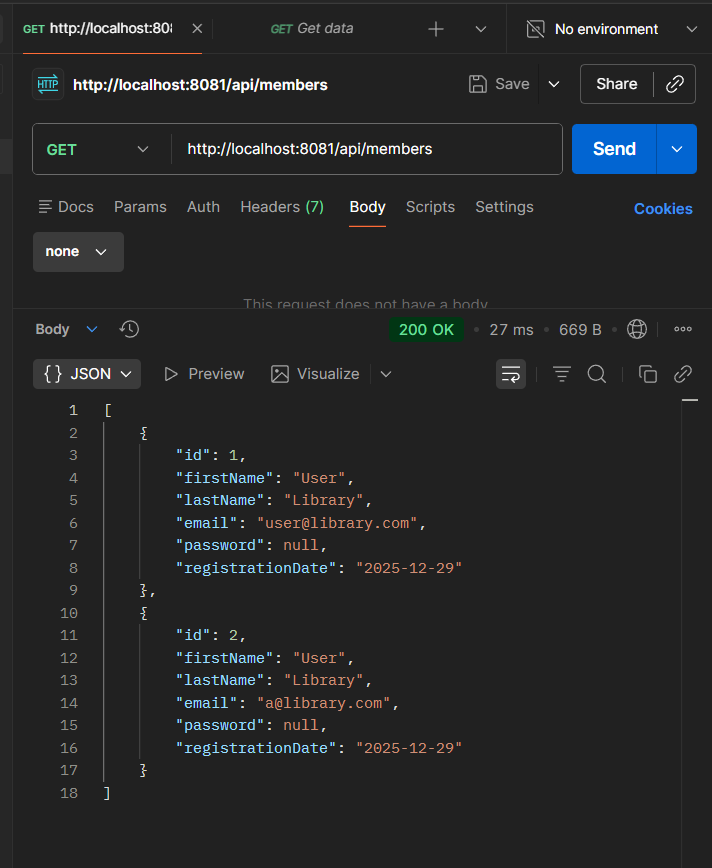 GET http://localhost:808 GET Get data No environment
HTTP http://localhost:8081/api/members Save Share
GET http://localhost:8081/api/members Send
Docs Params Auth Headers (7) Body Scripts Settings Cookies
none
This request does not have a body
Body 200 OK • 27 ms • 669 B •
{} JSON Preview Visualize
1 [
2 {
3 "id": 1,
4 "firstName": "User",
5 "lastName": "Library",
6 "email": "user@library.com",
7 "password": null,
8 "registrationDate": "2025-12-29"
9 },
10 {
11 "id": 2,
12 "firstName": "User",
13 "lastName": "Library",
14 "email": "a@library.com",
15 "password": null,
16 "registrationDate": "2025-12-29"
17 }
18 ]